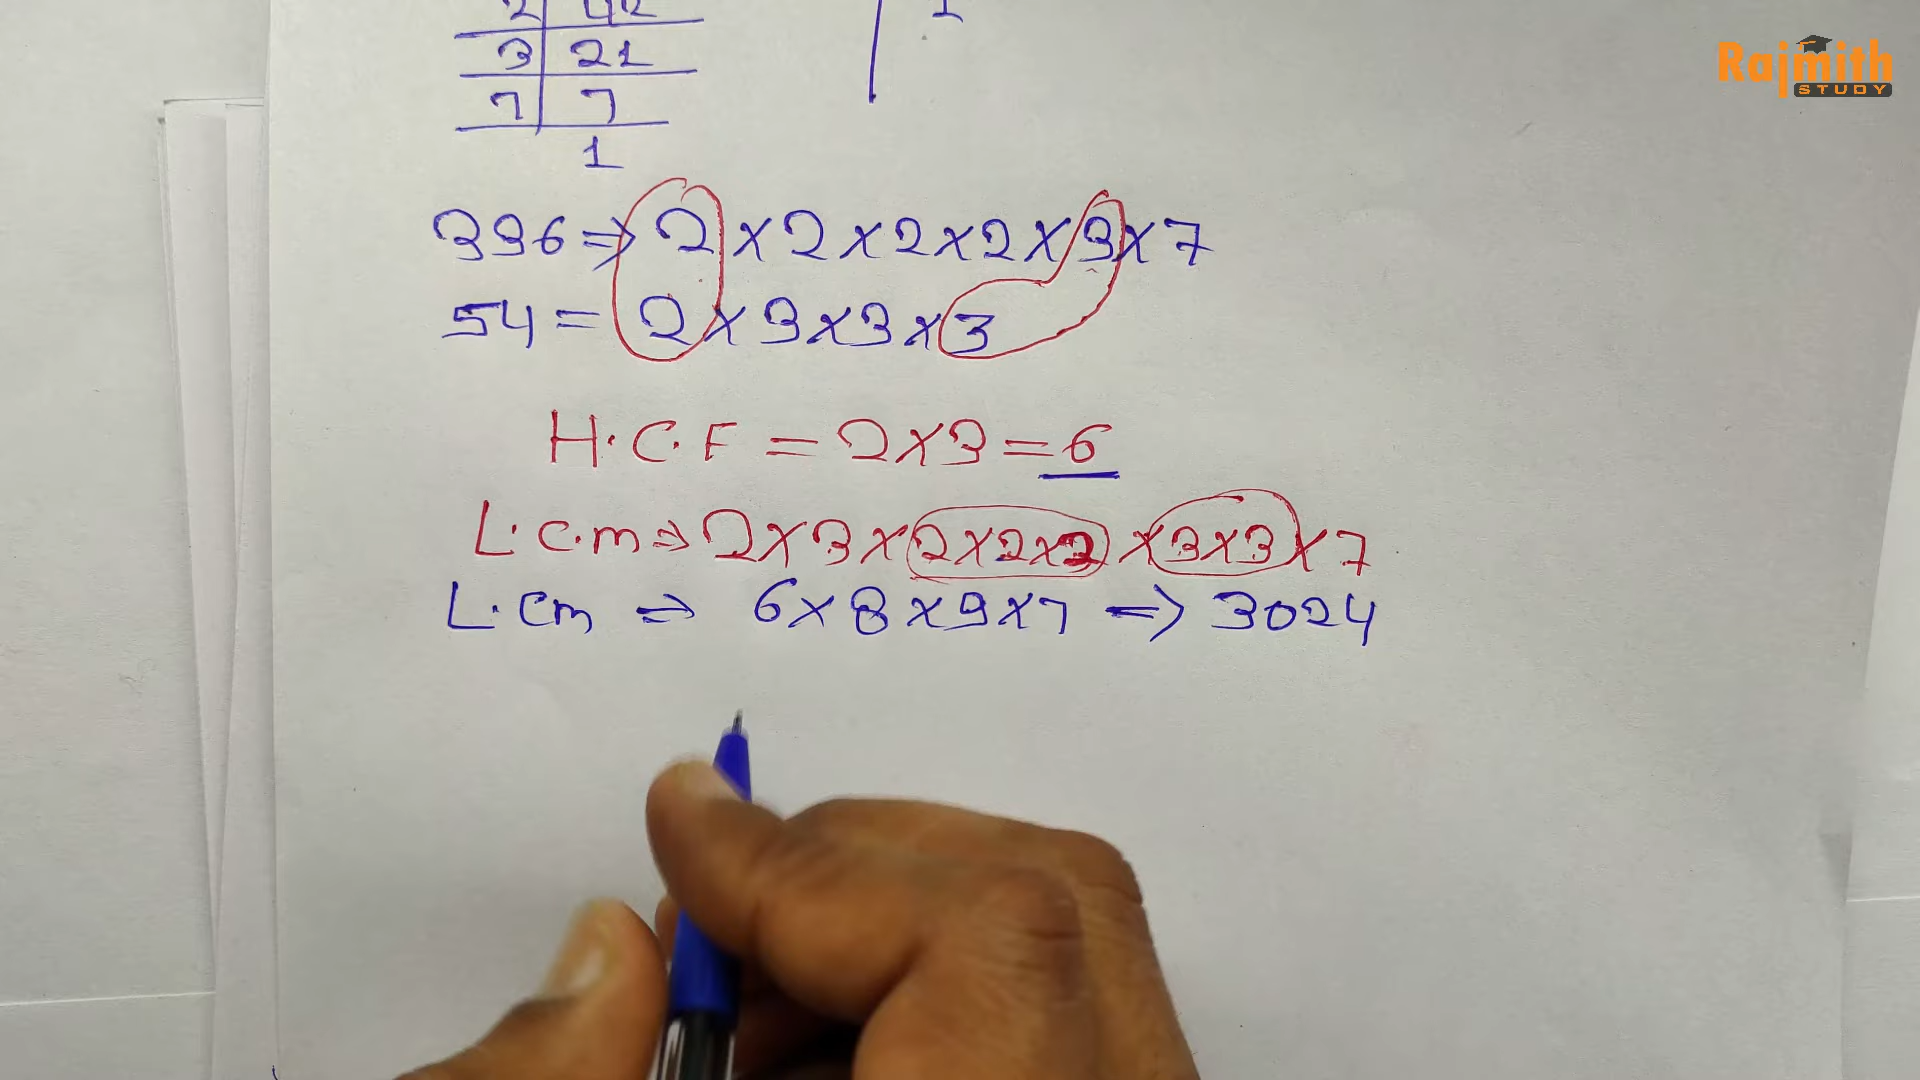 2 42
1
3 21
7 7
1
336 ⇒ 2 × 2 × 2 × 2 × 3 × 7
54 = 2 × 3 × 3 × 3
H.C.F = 2 × 3 = 6
L.C.m ⇒ 2 × 3 × 2 × 2 × 2 × 3 × 3 × 7
L.Cm ⇒ 6 × 8 × 9 × 7 ⇒ 3024
Rajmith
STUDY